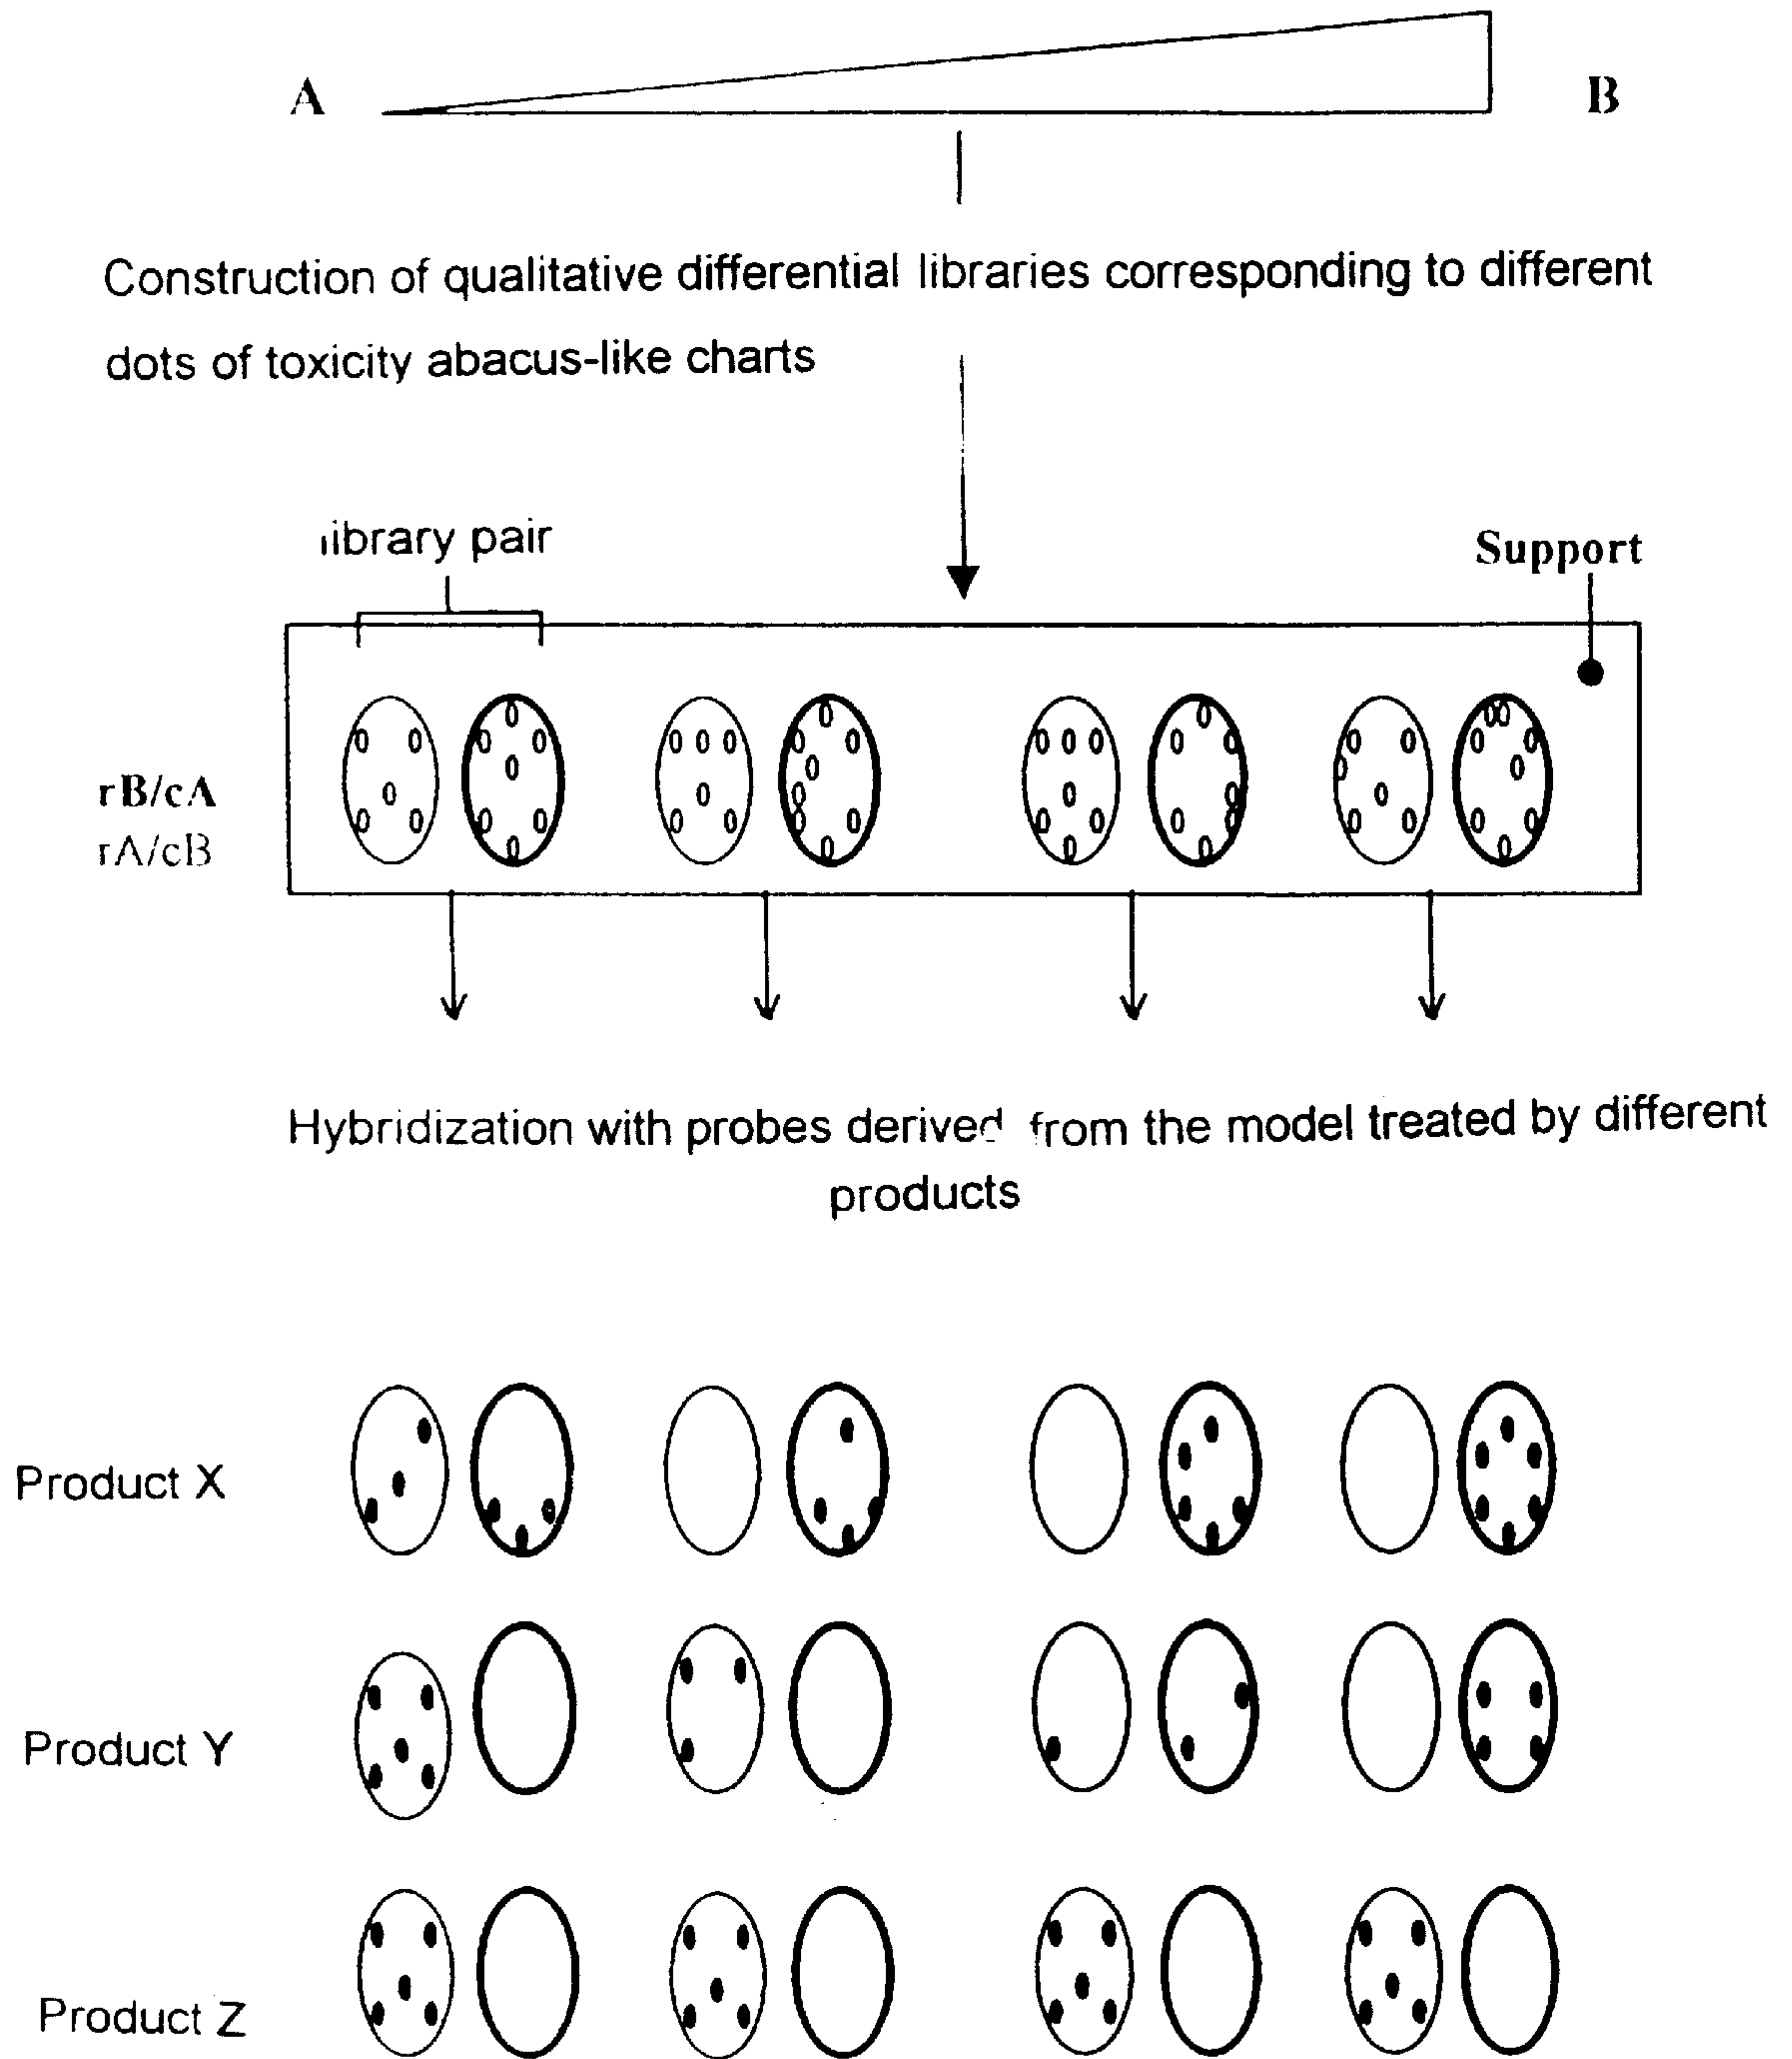 A B
Construction of qualitative differential libraries corresponding to different
dots of toxicity abacus-like charts
library pair
Support
rB/cA
rA/cB
Hybridization with probes derived from the model treated by different
products
Product X
Product Y
Product Z